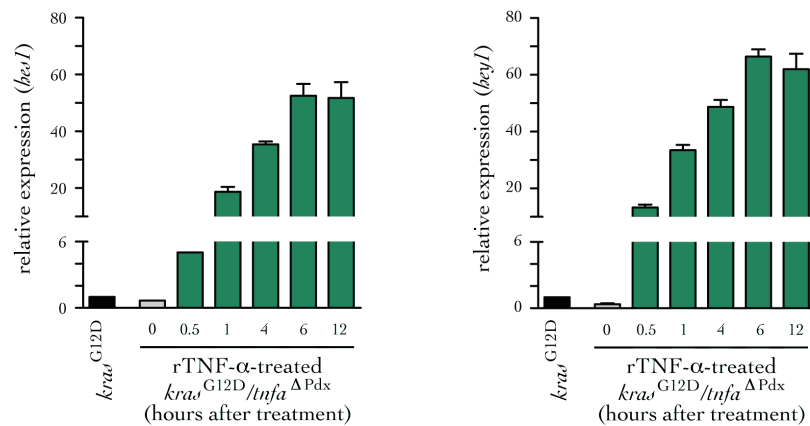 relative expression (hes1)
80
60
40
20
6
0
kras G12D
0 0.5 1 4 6 12
rTNF-α-treated
kras G12D/tnfa ΔPdx
(hours after treatment)
relative expression (hey1)
80
60
40
20
6
0
kras G12D
0 0.5 1 4 6 12
rTNF-α-treated
kras G12D/tnfa ΔPdx
(hours after treatment)